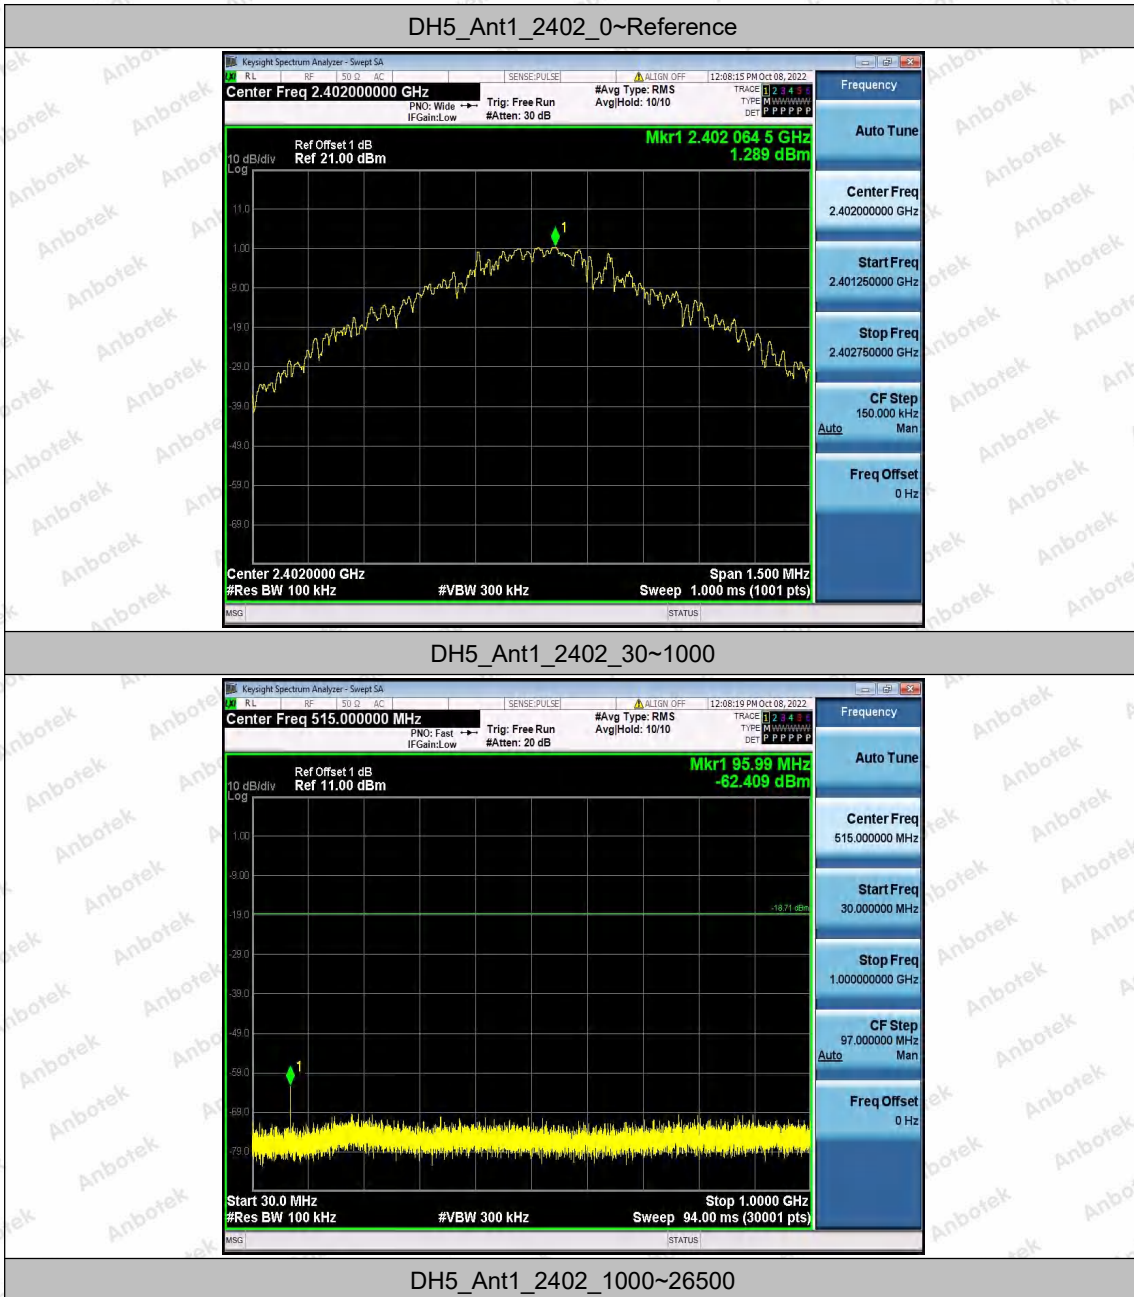 DH5_Ant1_2402_0~Reference
Keysight Spectrum Analyzer - Swept SA
RL RF 50 Ω AC SENSE:PULSE ALIGN OFF 12:08:15 PM Oct 08, 2022
Center Freq 2.402000000 GHz
PNO: Wide
IFGain:Low
Trig: Free Run
#Atten: 30 dB
#Avg Type: RMS
Avg|Hold: 10/10
TRACE 1 2 3 4 5 6
TYPE M WWWWW
DET P P P P P P
Mkr1 2.402 064 5 GHz
1.289 dBm
Ref Offset 1 dB
10 dB/div Ref 21.00 dBm
Log
11.0
1.00
-9.00
-19.0
-29.0
-39.0
-49.0
-59.0
-69.0
1
Center 2.4020000 GHz Span 1.500 MHz
#Res BW 100 kHz #VBW 300 kHz Sweep 1.000 ms (1001 pts)
MSG STATUS
Frequency
Auto Tune
Center Freq
2.402000000 GHz
Start Freq
2.401250000 GHz
Stop Freq
2.402750000 GHz
CF Step
150.000 kHz
Auto Man
Freq Offset
0 Hz
DH5_Ant1_2402_30~1000
Keysight Spectrum Analyzer - Swept SA
RL RF 50 Ω AC SENSE:PULSE ALIGN OFF 12:08:19 PM Oct 08, 2022
Center Freq 515.000000 MHz
PNO: Fast
IFGain:Low
Trig: Free Run
#Atten: 20 dB
#Avg Type: RMS
Avg|Hold: 10/10
TRACE 1 2 3 4 5 6
TYPE M WWWWW
DET P P P P P P
Mkr1 95.99 MHz
-62.409 dBm
Ref Offset 1 dB
10 dB/div Ref 11.00 dBm
Log
1.00
-9.00
-19.0
-29.0
-39.0
-49.0
-59.0
-69.0
-79.0
-18.71 dBm
1
Start 30.0 MHz Stop 1.0000 GHz
#Res BW 100 kHz #VBW 300 kHz Sweep 94.00 ms (30001 pts)
MSG STATUS
Frequency
Auto Tune
Center Freq
515.000000 MHz
Start Freq
30.000000 MHz
Stop Freq
1.000000000 GHz
CF Step
97.000000 MHz
Auto Man
Freq Offset
0 Hz
DH5_Ant1_2402_1000~26500